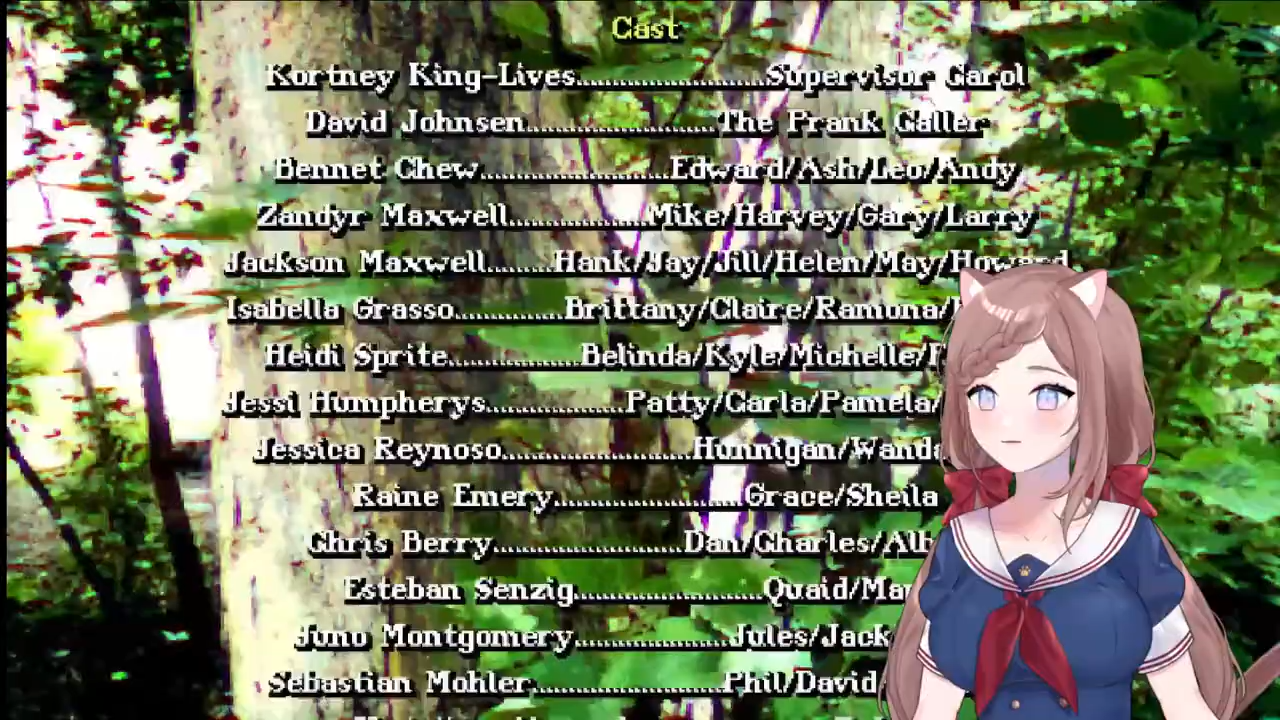 Cast
Kortney King-Lives......................Supervisor Carol
David Johnsen......................The Prank Caller
Bennet Chew......................Edward/Ash/Leo/Andy
Zandyr Maxwell................Mike/Harvey/Gary/Larry
Jackson Maxwell........Hank/Jay/Jill/Helen/May/Howard
Isabella Grasso.............Brittany/Claire/Ramona/
Heidi Sprite...............Belinda/Kyle/Michelle/
Jessi Humpherys................Patty/Carla/Pamela/
Jessica Reynoso......................Hunnigan/Wanda
Raine Emery......................Grace/Sheila
Chris Berry......................Dan/Charles/
Esteban Senzig......................Quaid/
Juno Montgomery..................Jules/Jack
Sebastian Mohler......................Phil/David